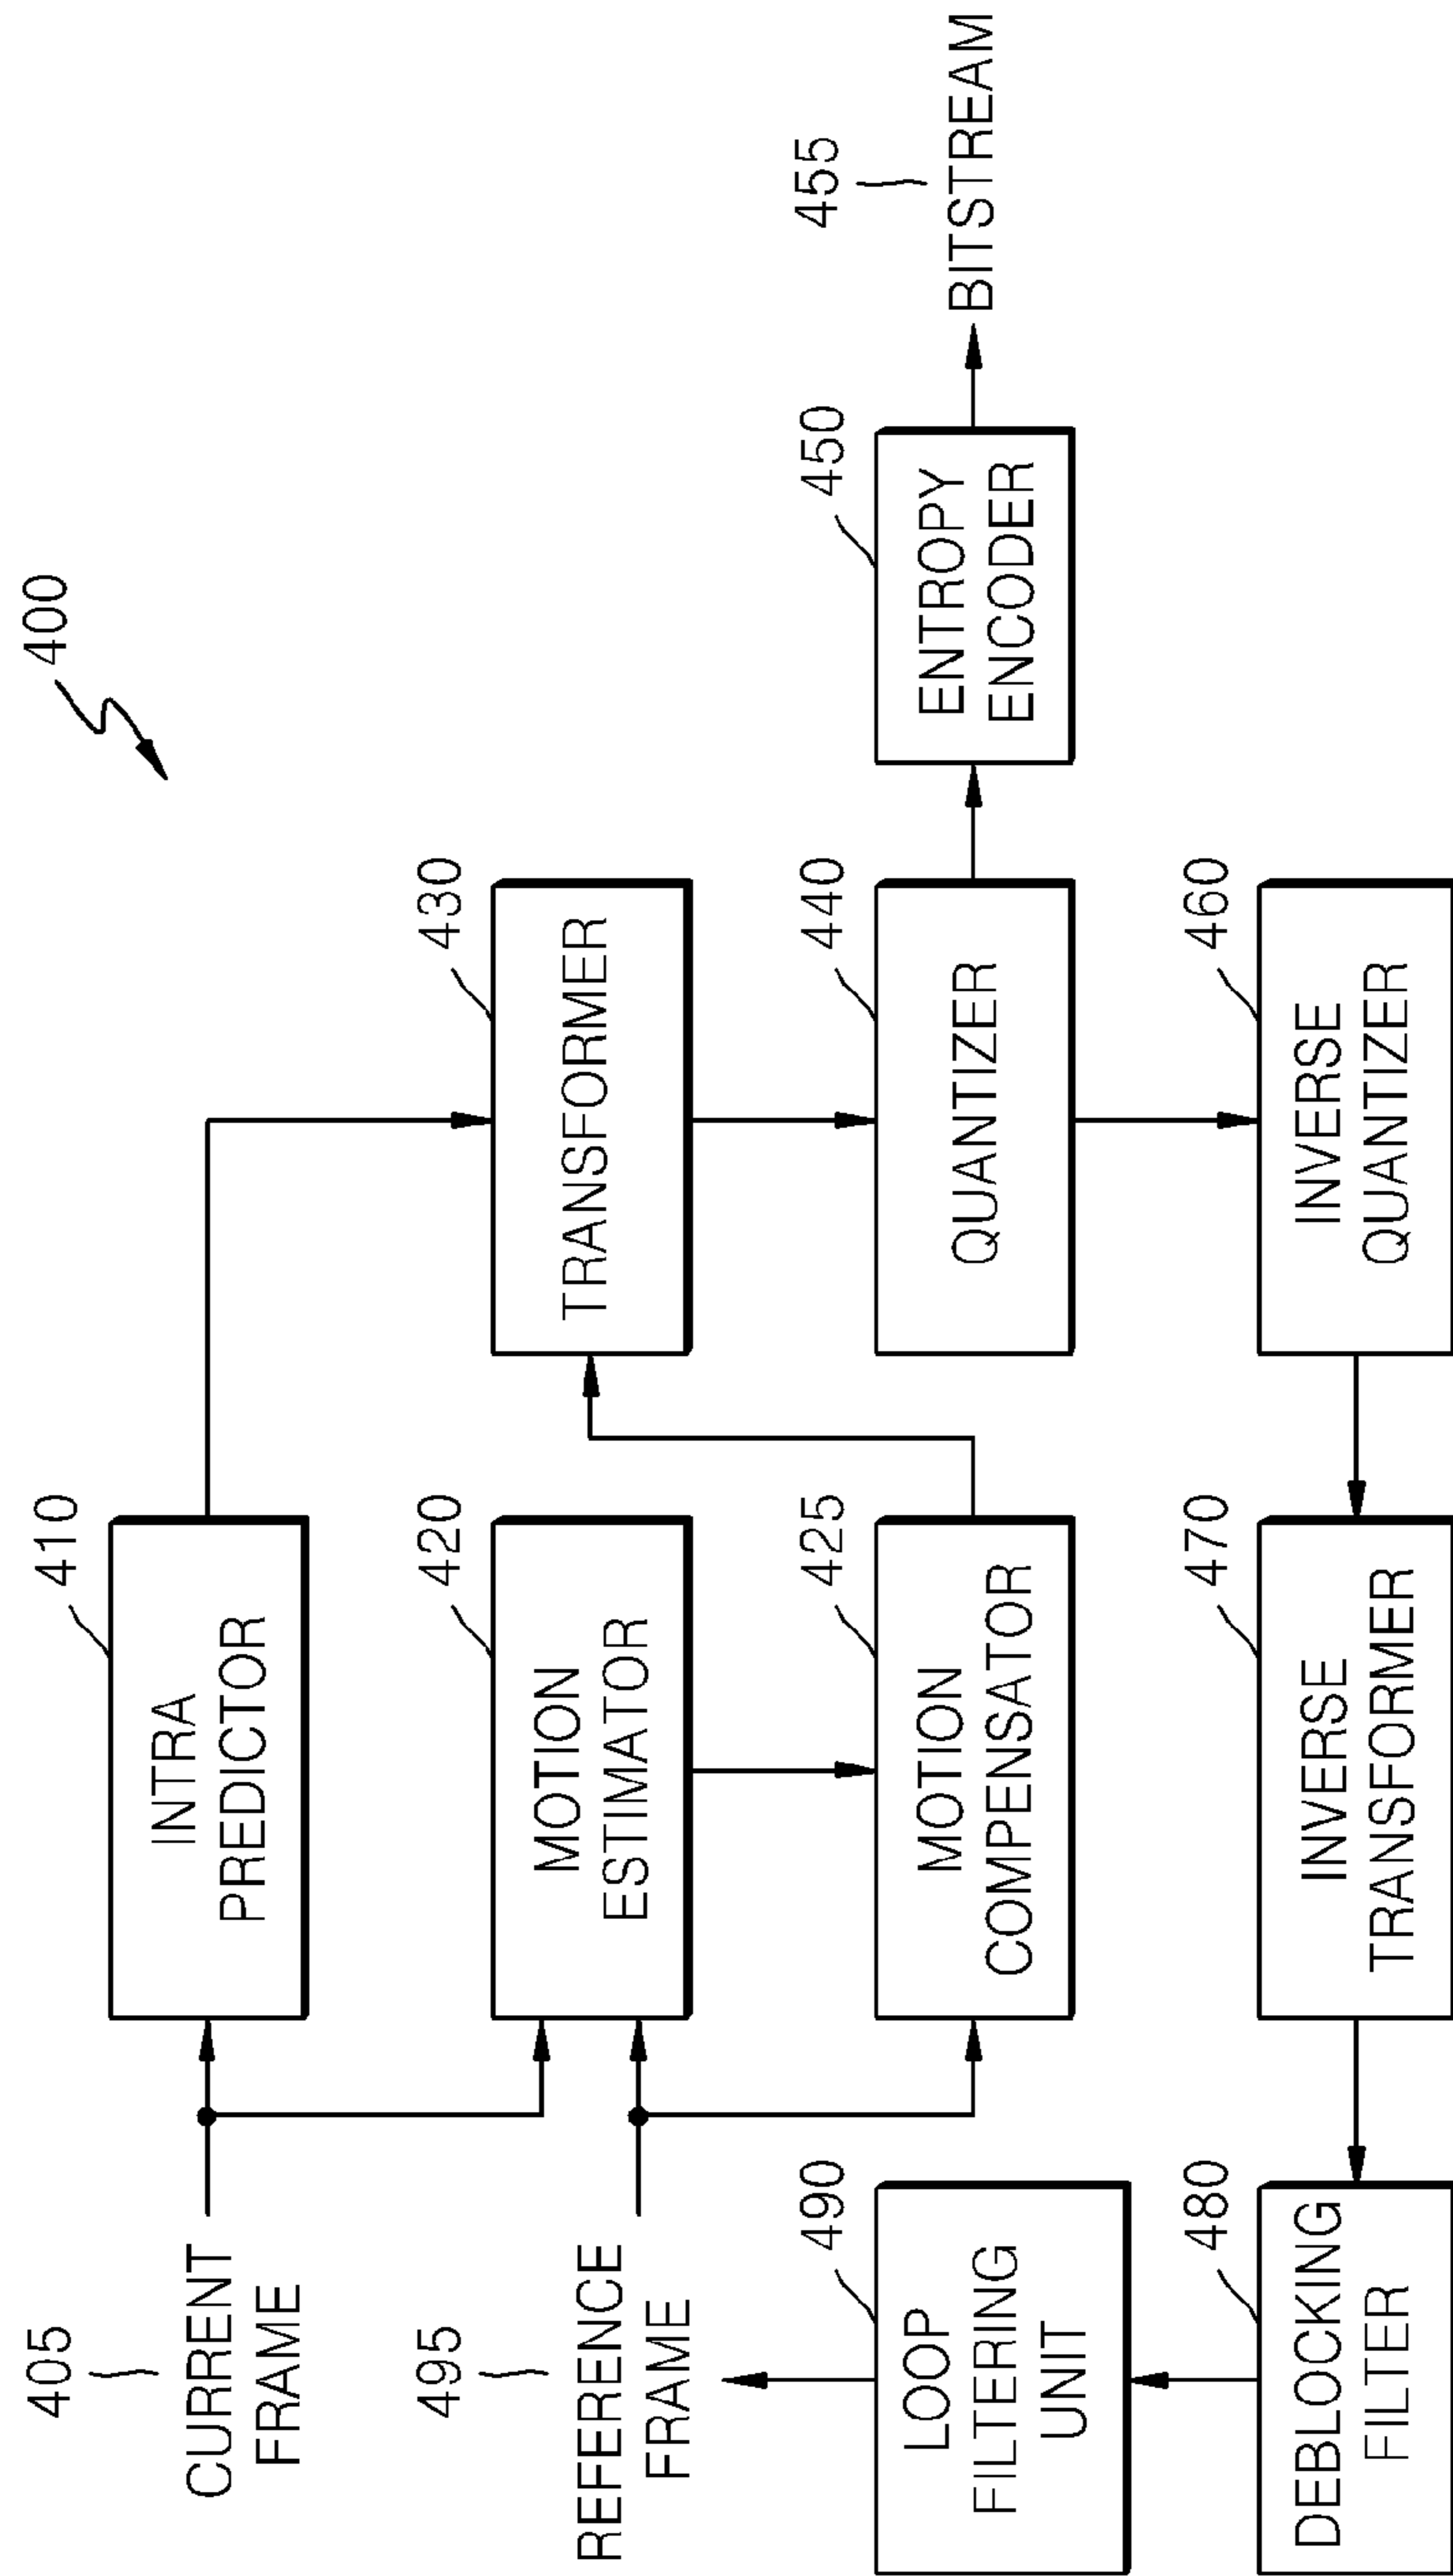 400
405
CURRENT
FRAME
410
INTRA
PREDICTOR
495
REFERENCE
FRAME
420
MOTION
ESTIMATOR
430
TRANSFORMER
490
LOOP
FILTERING
UNIT
425
MOTION
COMPENSATOR
440
QUANTIZER
450
ENTROPY
ENCODER
455
BITSTREAM
480
DEBLOCKING
FILTER
470
INVERSE
TRANSFORMER
460
INVERSE
QUANTIZER